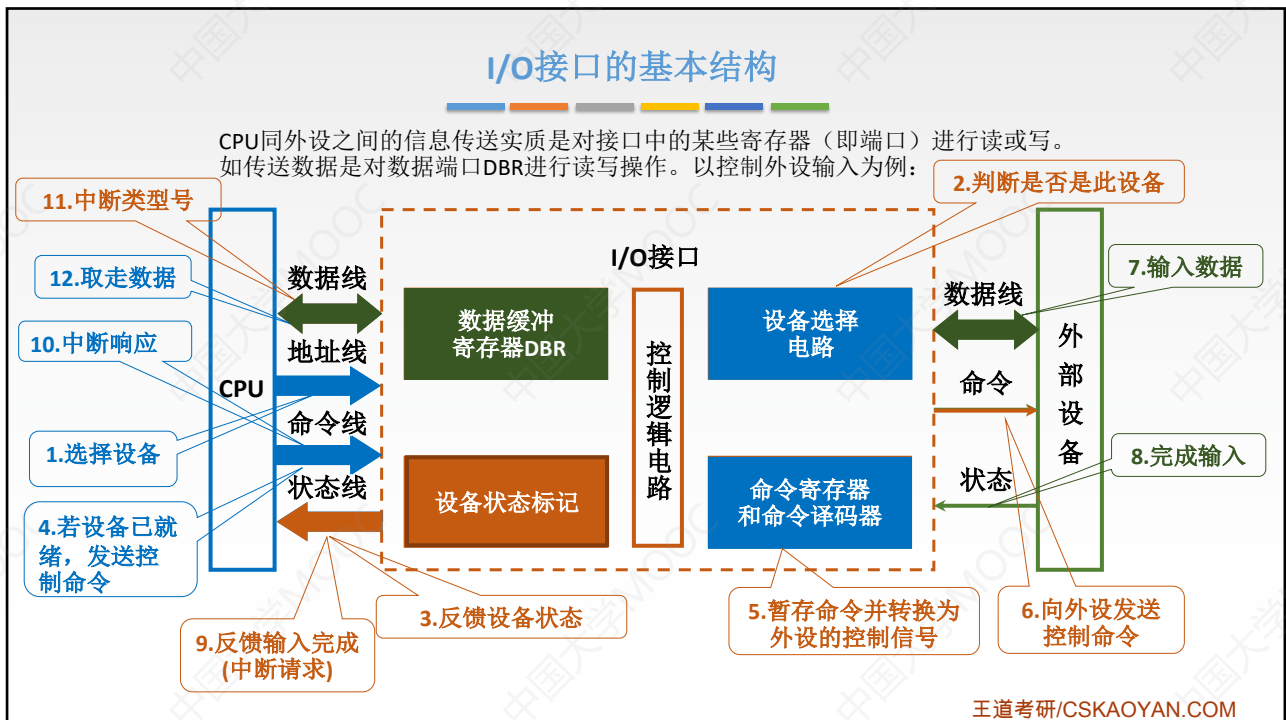 I/O接口的基本结构
CPU同外设之间的信息传送实质是对接口中的某些寄存器（即端口）进行读或写。
如传送数据是对数据端口DBR进行读写操作。以控制外设输入为例：
2.判断是否是此设备
11.中断类型号
I/O接口
12.取走数据
数据线
7.输入数据
数据线
数据缓冲
寄存器DBR
设备选择
电路
10.中断响应
地址线
控制逻辑电路
外部设备
CPU
命令
命令线
1.选择设备
8.完成输入
状态线
状态
设备状态标记
命令寄存器
和命令译码器
4.若设备已就
绪，发送控
制命令
3.反馈设备状态
5.暂存命令并转换为
外设的控制信号
6.向外设发送
控制命令
9.反馈输入完成
(中断请求)
王道考研/CSKAOYAN.COM
中国大学MOOC